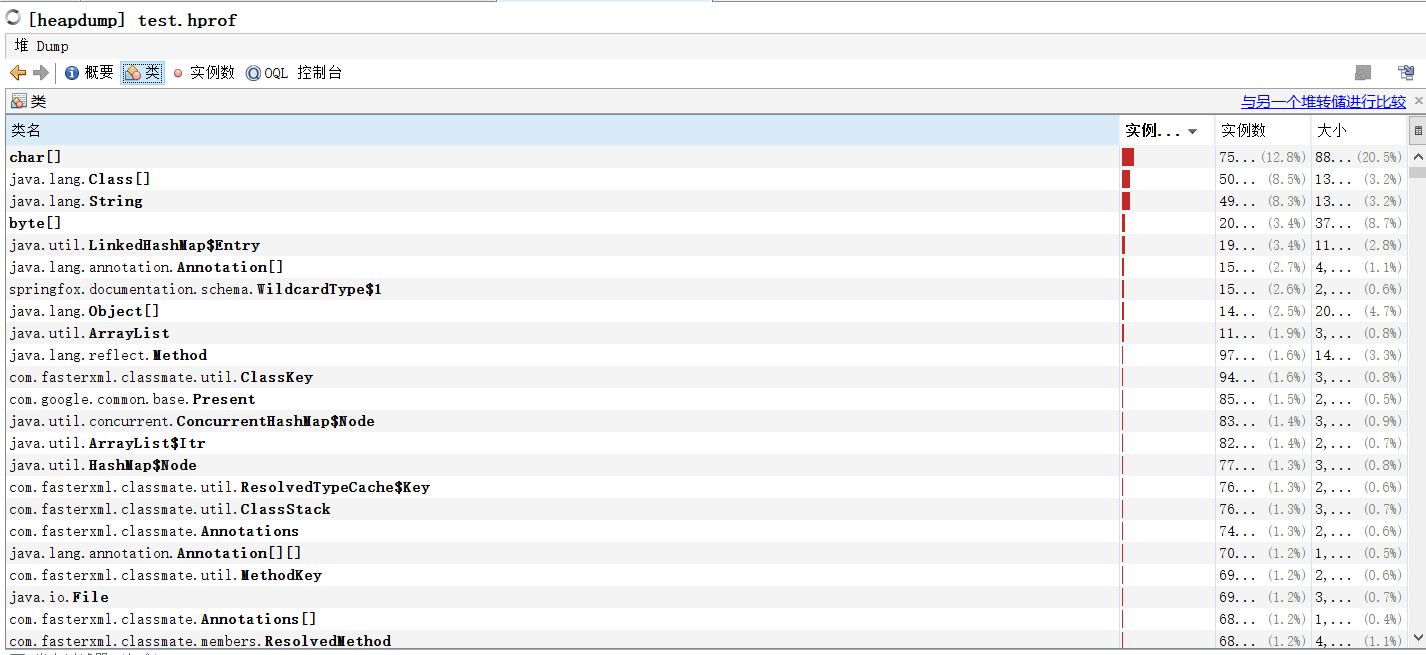 [heapdump] test.hprof
堆 Dump
概要 类 实例数 OQL 控制台
类 与另一个堆转储进行比较
类名 实例... 实例数 大小
char[] 75... (12.8%) 88... (20.5%)
java.lang.Class[] 50... (8.5%) 13... (3.2%)
java.lang.String 49... (8.3%) 13... (3.2%)
byte[] 20... (3.4%) 37... (8.7%)
java.util.LinkedHashMap$Entry 19... (3.4%) 11... (2.8%)
java.lang.annotation.Annotation[] 15... (2.7%) 4,... (1.1%)
springfox.documentation.schema.WildcardType$1 15... (2.6%) 2,... (0.6%)
java.lang.Object[] 14... (2.5%) 20... (4.7%)
java.util.ArrayList 11... (1.9%) 3,... (0.8%)
java.lang.reflect.Method 97... (1.6%) 14... (3.3%)
com.fasterxml.classmate.util.ClassKey 94... (1.6%) 3,... (0.8%)
com.google.common.base.Present 85... (1.5%) 2,... (0.5%)
java.util.concurrent.ConcurrentHashMap$Node 83... (1.4%) 3,... (0.9%)
java.util.ArrayList$Itr 82... (1.4%) 2,... (0.7%)
java.util.HashMap$Node 77... (1.3%) 3,... (0.8%)
com.fasterxml.classmate.util.ResolvedTypeCache$Key 76... (1.3%) 2,... (0.6%)
com.fasterxml.classmate.util.ClassStack 76... (1.3%) 3,... (0.7%)
com.fasterxml.classmate.Annotations 74... (1.3%) 2,... (0.6%)
java.lang.annotation.Annotation[][] 70... (1.2%) 1,... (0.5%)
com.fasterxml.classmate.util.MethodKey 69... (1.2%) 2,... (0.6%)
java.io.File 69... (1.2%) 3,... (0.7%)
com.fasterxml.classmate.Annotations[] 68... (1.2%) 1,... (0.4%)
com.fasterxml.classmate.members.ResolvedMethod 68... (1.2%) 4,... (1.1%)